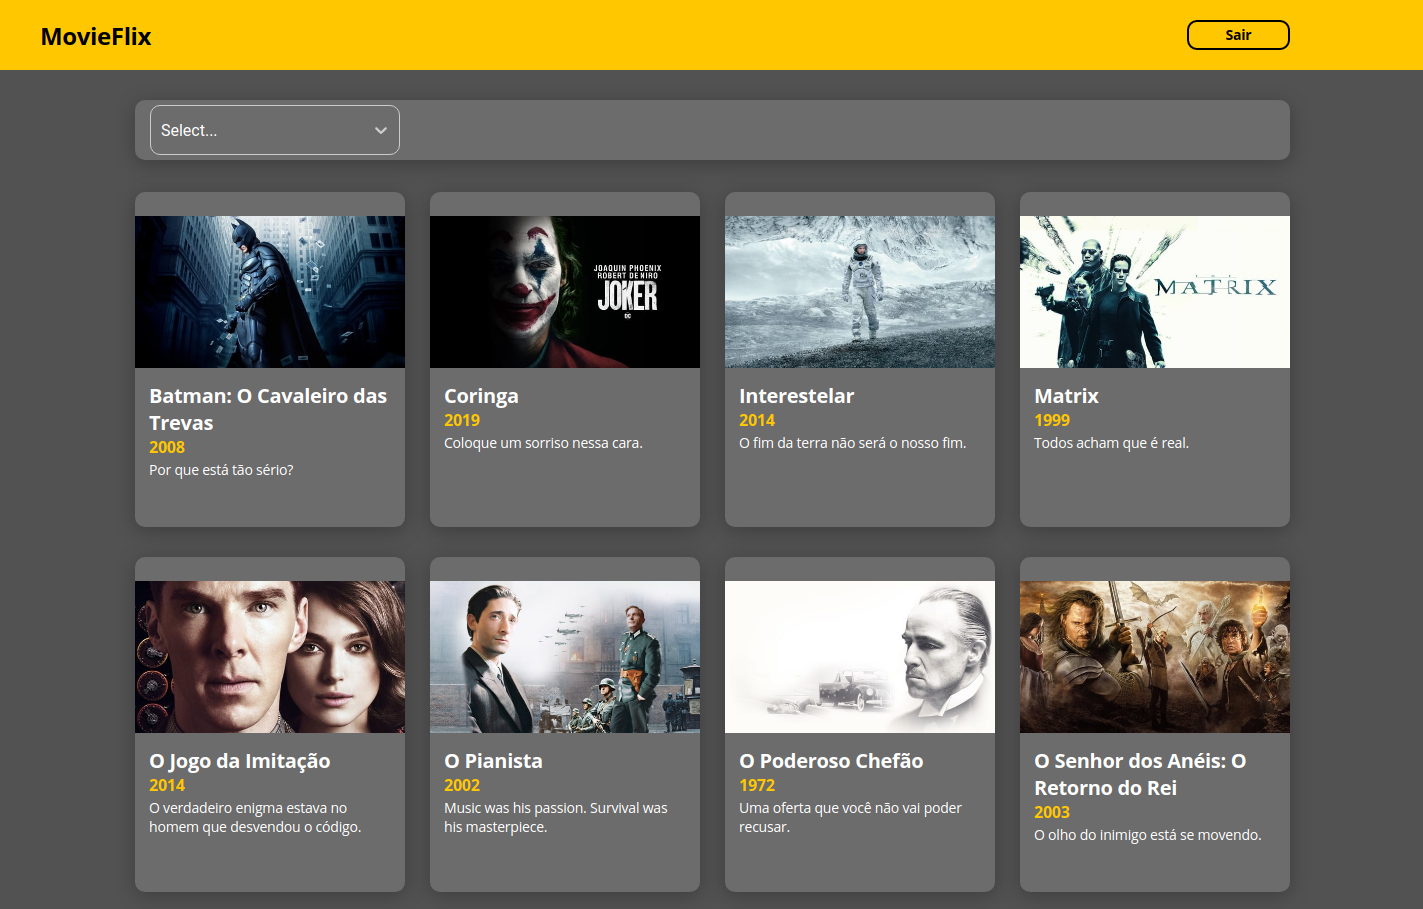 MovieFlix
Sair
Select...
JOAQUIN PHOENIX
ROBERT DE NIRO
JOKER
DC
THE
MATRIX
Batman: O Cavaleiro das
Trevas
2008
Por que está tão sério?
Coringa
2019
Coloque um sorriso nessa cara.
Interestelar
2014
O fim da terra não será o nosso fim.
Matrix
1999
Todos acham que é real.
O Jogo da Imitação
2014
O verdadeiro enigma estava no
homem que desvendou o código.
O Pianista
2002
Music was his passion. Survival was
his masterpiece.
O Poderoso Chefão
1972
Uma oferta que você não vai poder
recusar.
O Senhor dos Anéis: O
Retorno do Rei
2003
O olho do inimigo está se movendo.